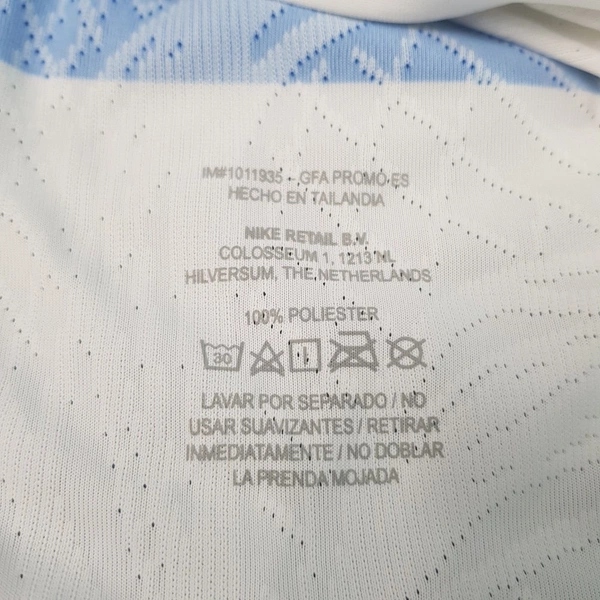 IM#1011935 - GFA PROMO ES
HECHO EN TAILANDIA
NIKE RETAIL B.V.
COLOSSEUM 1, 1213 NL
HILVERSUM, THE NETHERLANDS
100% POLIESTER
30
LAVAR POR SEPARADO / NO
USAR SUAVIZANTES / RETIRAR
INMEDIATAMENTE / NO DOBLAR
LA PRENDA MOJADA